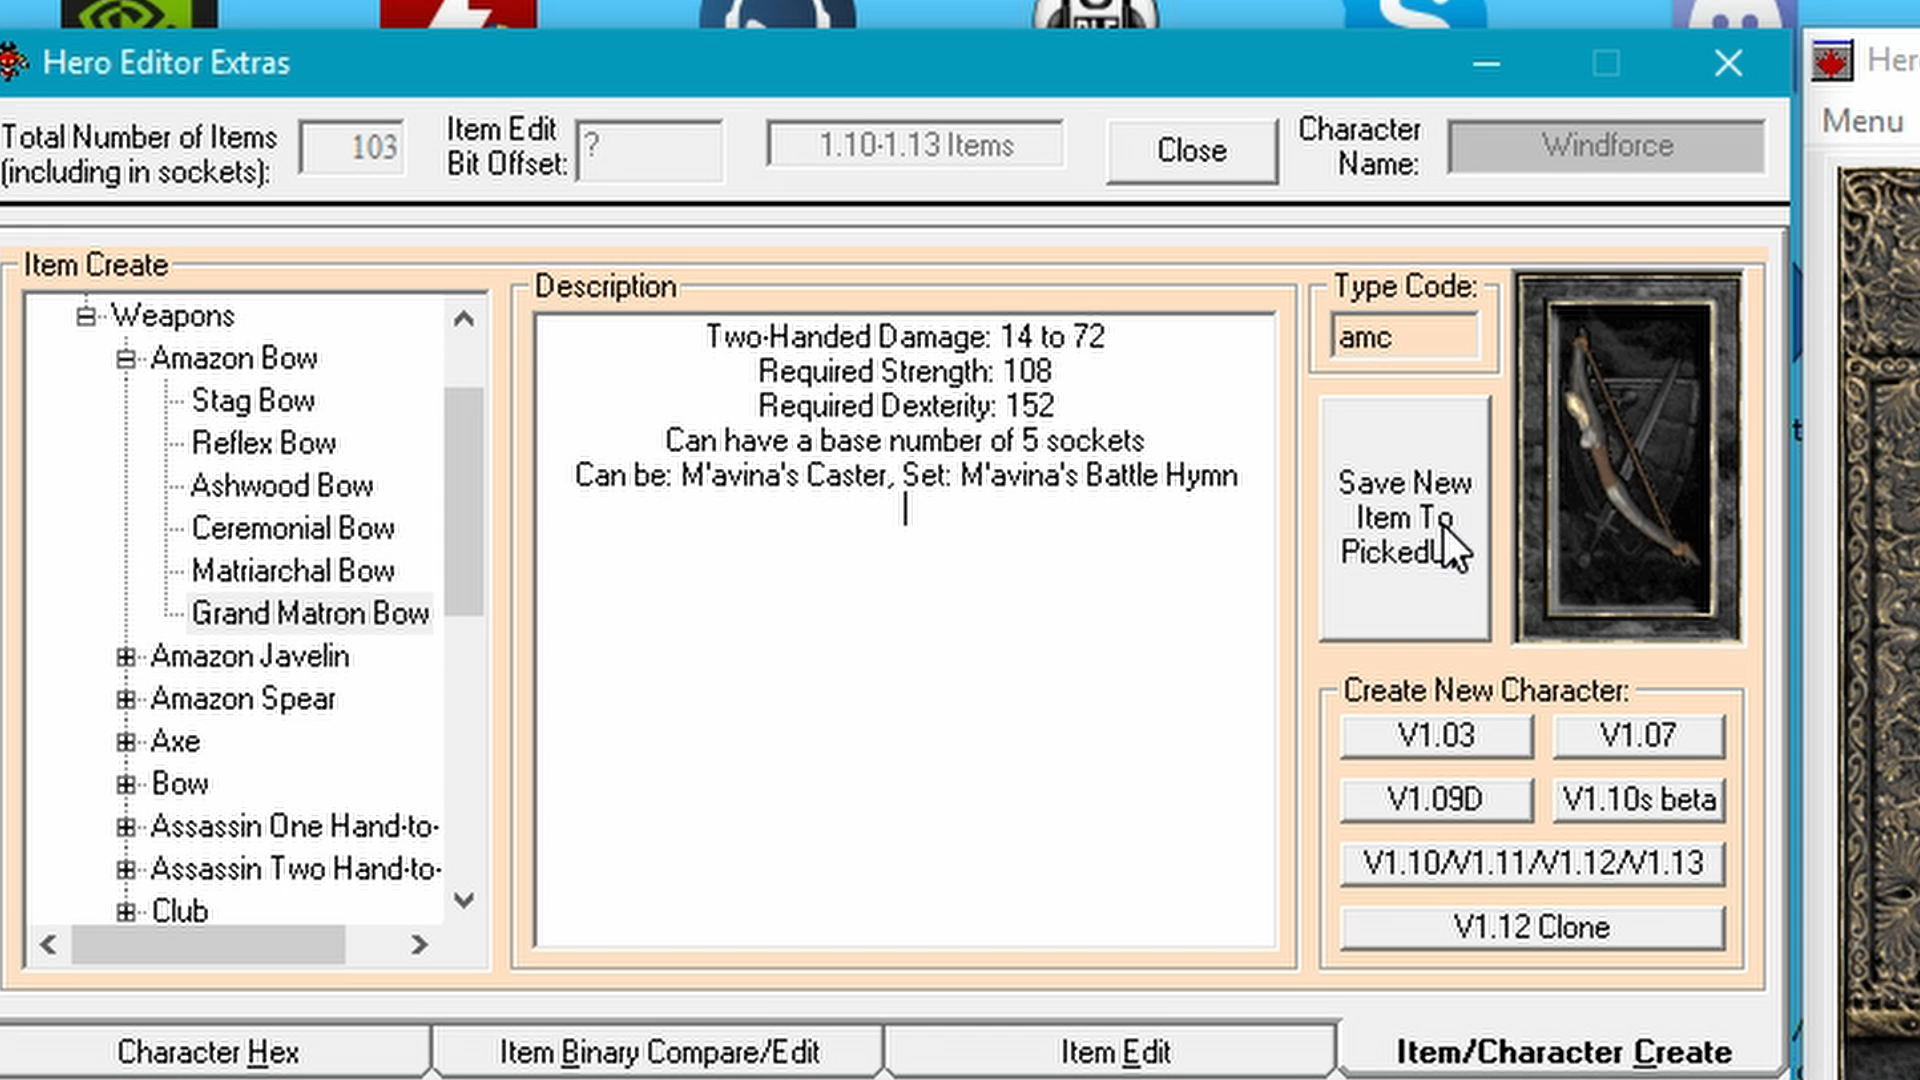 Hero Editor Extras
Menu
Total Number of Items
(including in sockets):
103
Item Edit
Bit Offset:
?
1.10-1.13 Items
Close
Character
Name:
Windforce
Item Create
Weapons
Amazon Bow
Stag Bow
Reflex Bow
Ashwood Bow
Ceremonial Bow
Matriarchal Bow
Grand Matron Bow
Amazon Javelin
Amazon Spear
Axe
Bow
Assassin One Hand-to-
Assassin Two Hand-to-
Club
Description
Two-Handed Damage: 14 to 72
Required Strength: 108
Required Dexterity: 152
Can have a base number of 5 sockets
Can be: M'avina's Caster, Set: M'avina's Battle Hymn
Type Code:
amc
Save New
Item To
Create New Character:
V1.03
V1.07
V1.09D
V1.10s beta
V1.10/V1.11/V1.12/V1.13
V1.12 Clone
Character Hex
Item Binary Compare/Edit
Item Edit
Item/Character Create